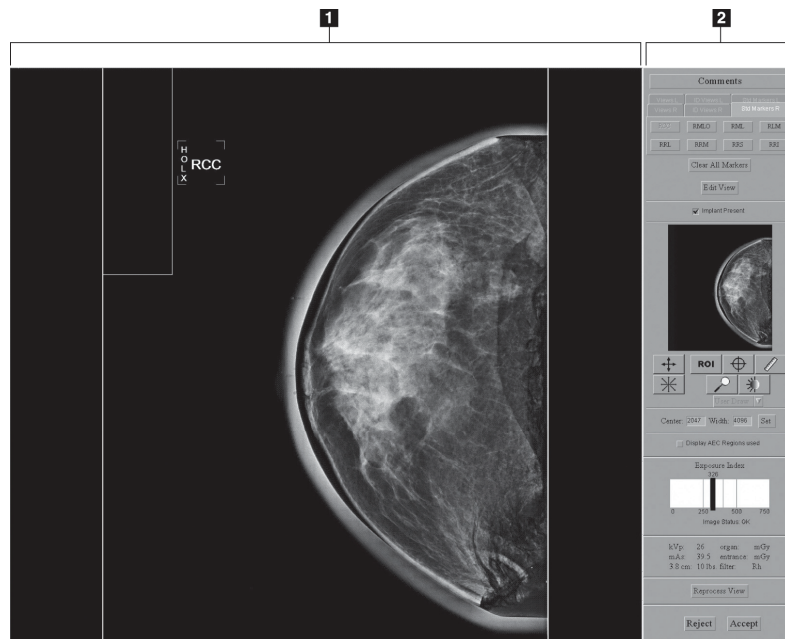 1
2
HOLX
RCC
Comments
Std Markers R
RMLO RML RLM
RRL RRM RRS RRI
Clear All Markers
Edit View
Implant Present
ROI
Center: 2047 Width: 4096 Set
Display AEC Regions used
Exposure Index
326
0 250 500 750
Image Status: OK
kVp: 26 organ: mGy
mAs: 39.5 entrance: mGy
3.8 cm: 10 lbs: filter: Rh
Reprocess View
Reject Accept